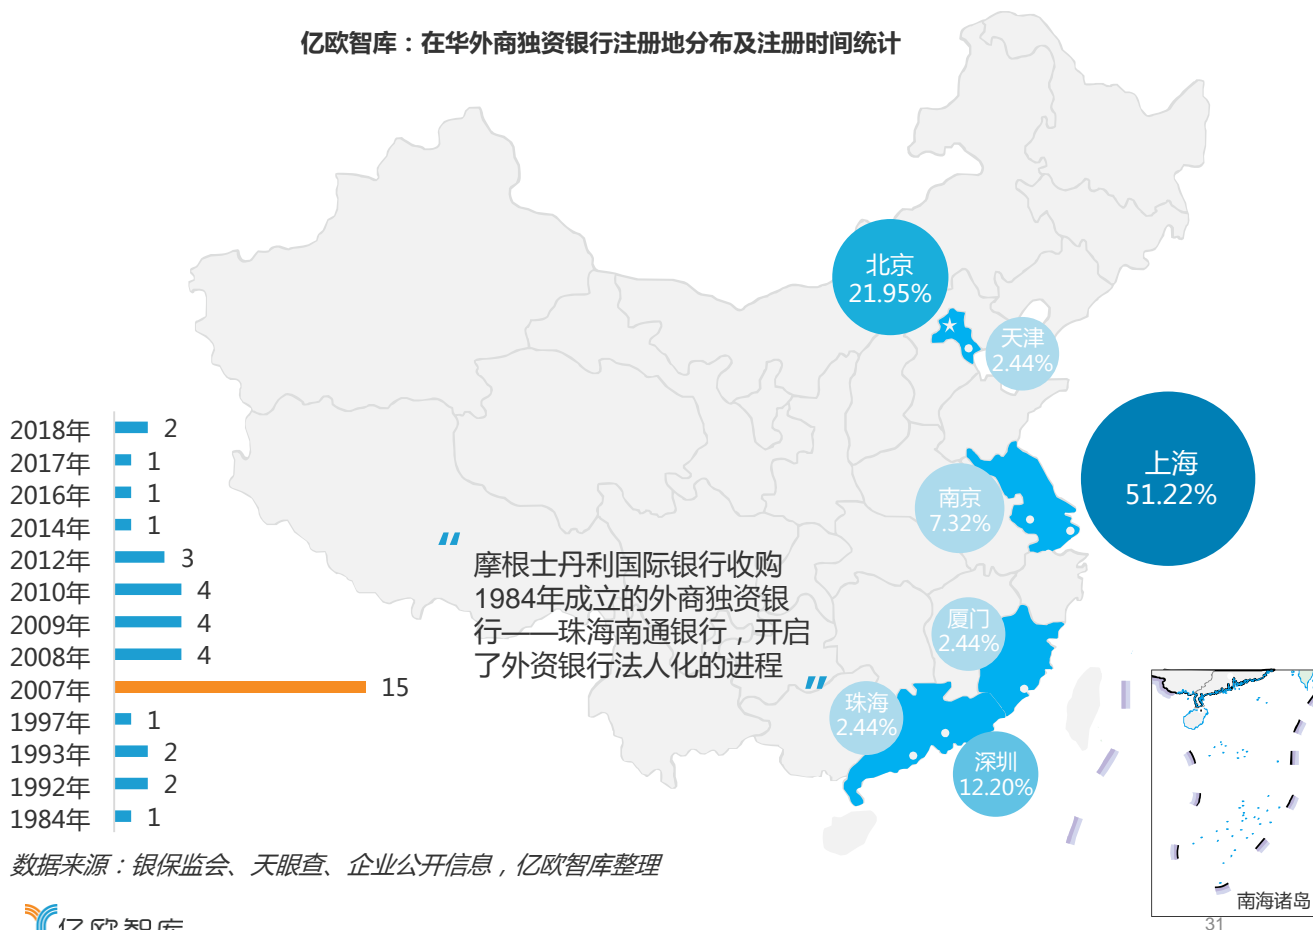 亿欧智库：在华外商独资银行注册地分布及注册时间统计
北京
21.95%
天津
2.44%
上海
51.22%
南京
7.32%
厦门
2.44%
珠海
2.44%
深圳
12.20%
2018年 2
2017年 1
2016年 1
2014年 1
2012年 3
2010年 4
2009年 4
2008年 4
2007年 15
1997年 1
1993年 2
1992年 2
1984年 1
“
摩根士丹利国际银行收购
1984年成立的外商独资银
行——珠海南通银行，开启
了外资银行法人化的进程
”
南海诸岛
数据来源：银保监会、天眼查、企业公开信息，亿欧智库整理
亿欧智库
31